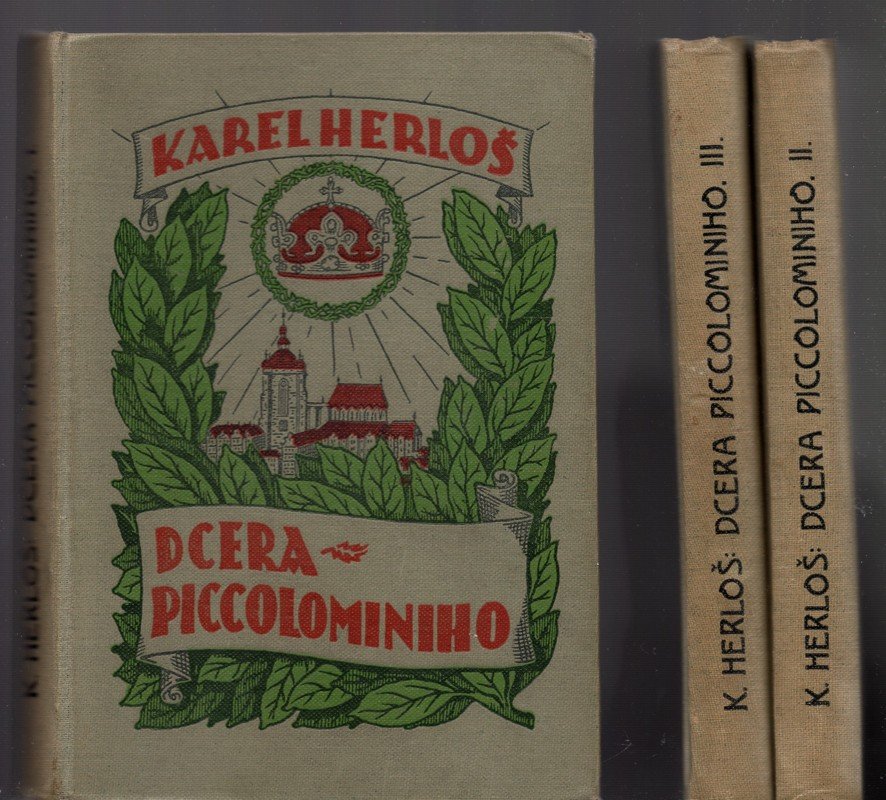 KAREL HERLOŠ
DCERA
PICCOLOMINIHO
K. HERLOŠ: DCERA PICCOLOMINIHO. I
K. HERLOŠ: DCERA PICCOLOMINIHO. III.
K. HERLOŠ: DCERA PICCOLOMINIHO. II.